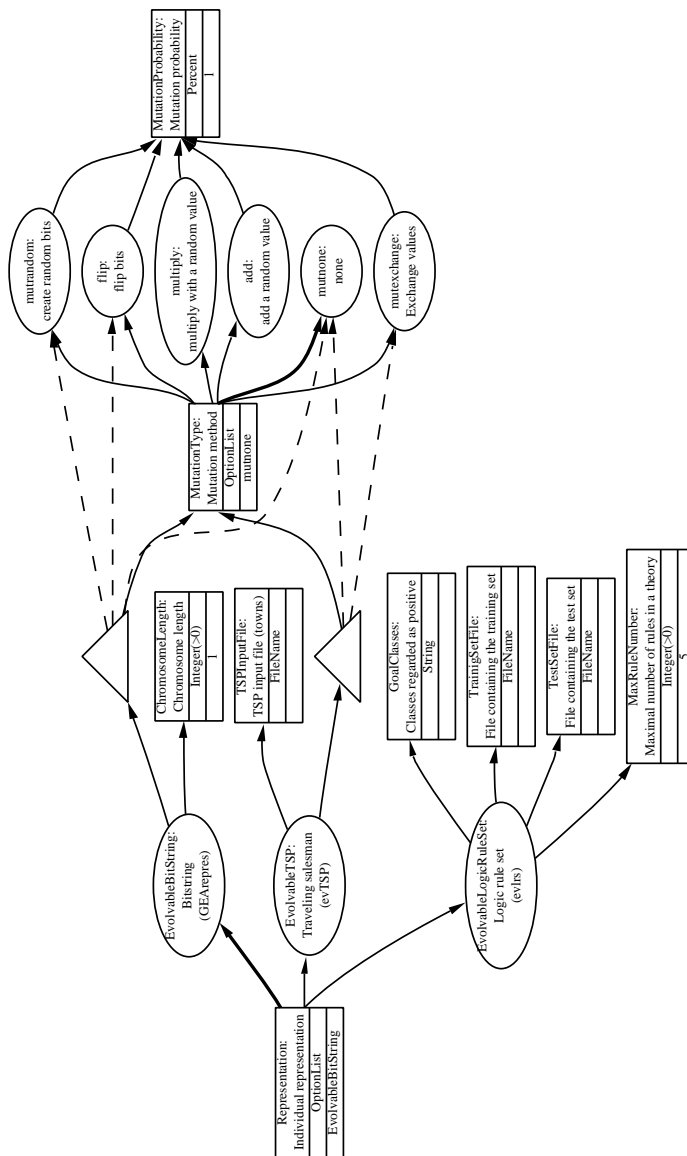 Representation:
Individual representation
OptionList
EvolvableBitString
EvolvableBitString:
Bitstring
(GEArepres)
EvolvableTSP:
Traveling salesman
(evTSP)
EvolvableLogicRuleSet:
Logic rule set
(evlrs)
ChromosomeLength:
Chromosome length
Integer(>0)
1
TSPInputFile:
TSP input file (towns)
FileName
GoalClasses:
Classes regarded as positive
String
TrainigSetFile:
File containing the training set
FileName
TestSetFile:
File containing the test set
FileName
MaxRuleNumber:
Maximal number of rules in a theory
Integer(>0)
5
MutationType:
Mutation method
OptionList
mutnone
mutrandom:
create random bits
flip:
flip bits
multiply:
multiply with a random value
add:
add a random value
mutnone:
none
mutexchange:
Exchange values
MutationProbability:
Mutation probability
Percent
1